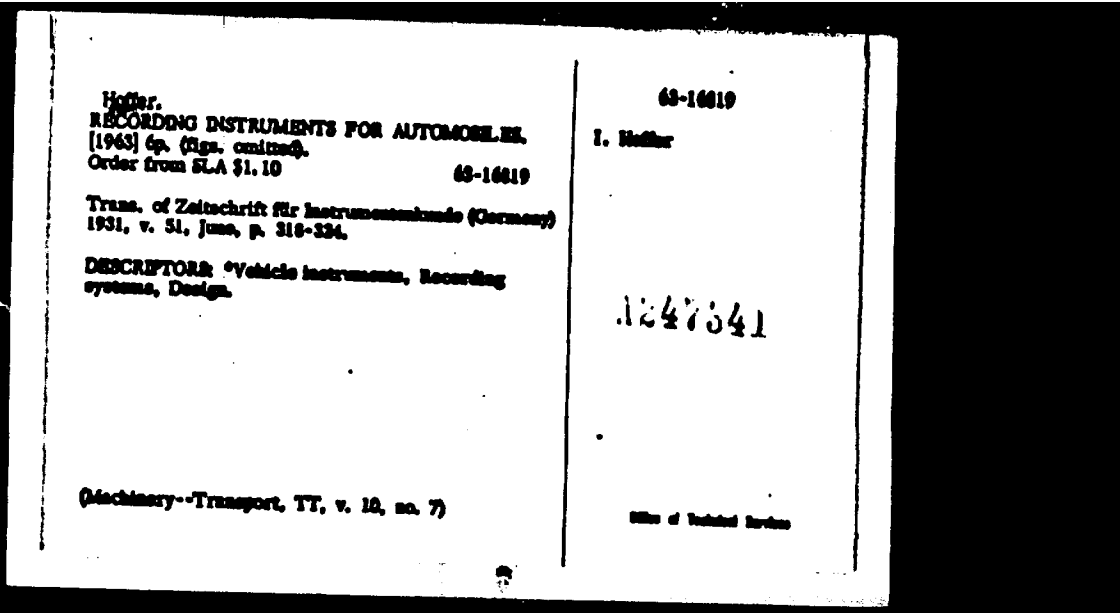 Hoffer.
RECORDING INSTRUMENTS FOR AUTOMOBILES.
[1963] 6p. (figs. omitted).
Order from SLA $1.10 63-16819
Trans. of Zeitschrift für Instrumentenkunde (Germany)
1931, v. 51, June, p. 318-324.
DESCRIPTORS: *Vehicle instruments, Recording
systems, Design.
(Machinery--Transport, TT, v. 10, no. 7)
63-16819
I. Hoffer
Office of Technical Services